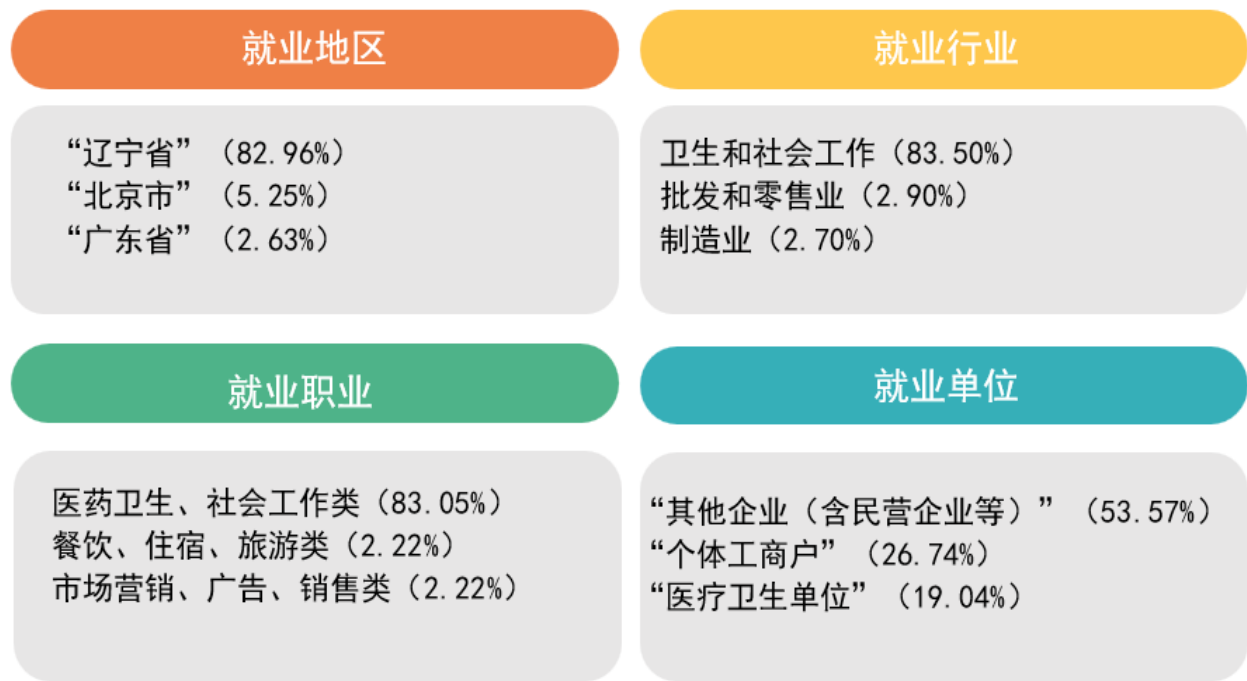 就业地区
“辽宁省”（82.96%）
“北京市”（5.25%）
“广东省”（2.63%）
就业行业
卫生和社会工作（83.50%）
批发和零售业（2.90%）
制造业（2.70%）
就业职业
医药卫生、社会工作类（83.05%）
餐饮、住宿、旅游类（2.22%）
市场营销、广告、销售类（2.22%）
就业单位
“其他企业（含民营企业等）”（53.57%）
“个体工商户”（26.74%）
“医疗卫生单位”（19.04%）